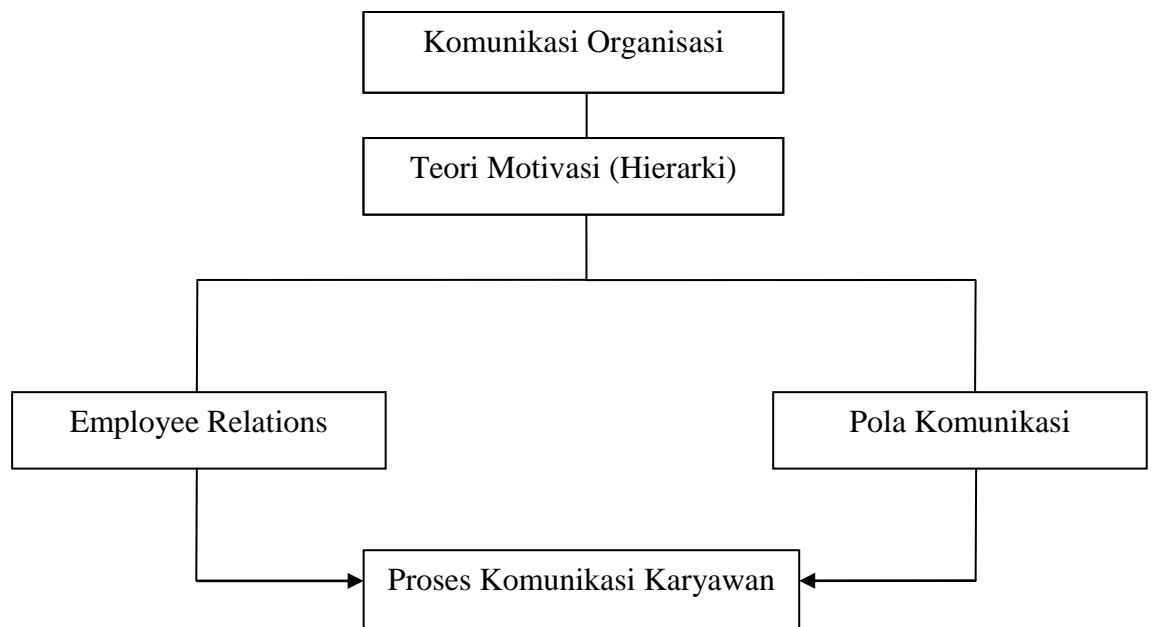 Komunikasi Organisasi
Teori Motivasi (Hierarki)
Employee Relations
Pola Komunikasi
Proses Komunikasi Karyawan